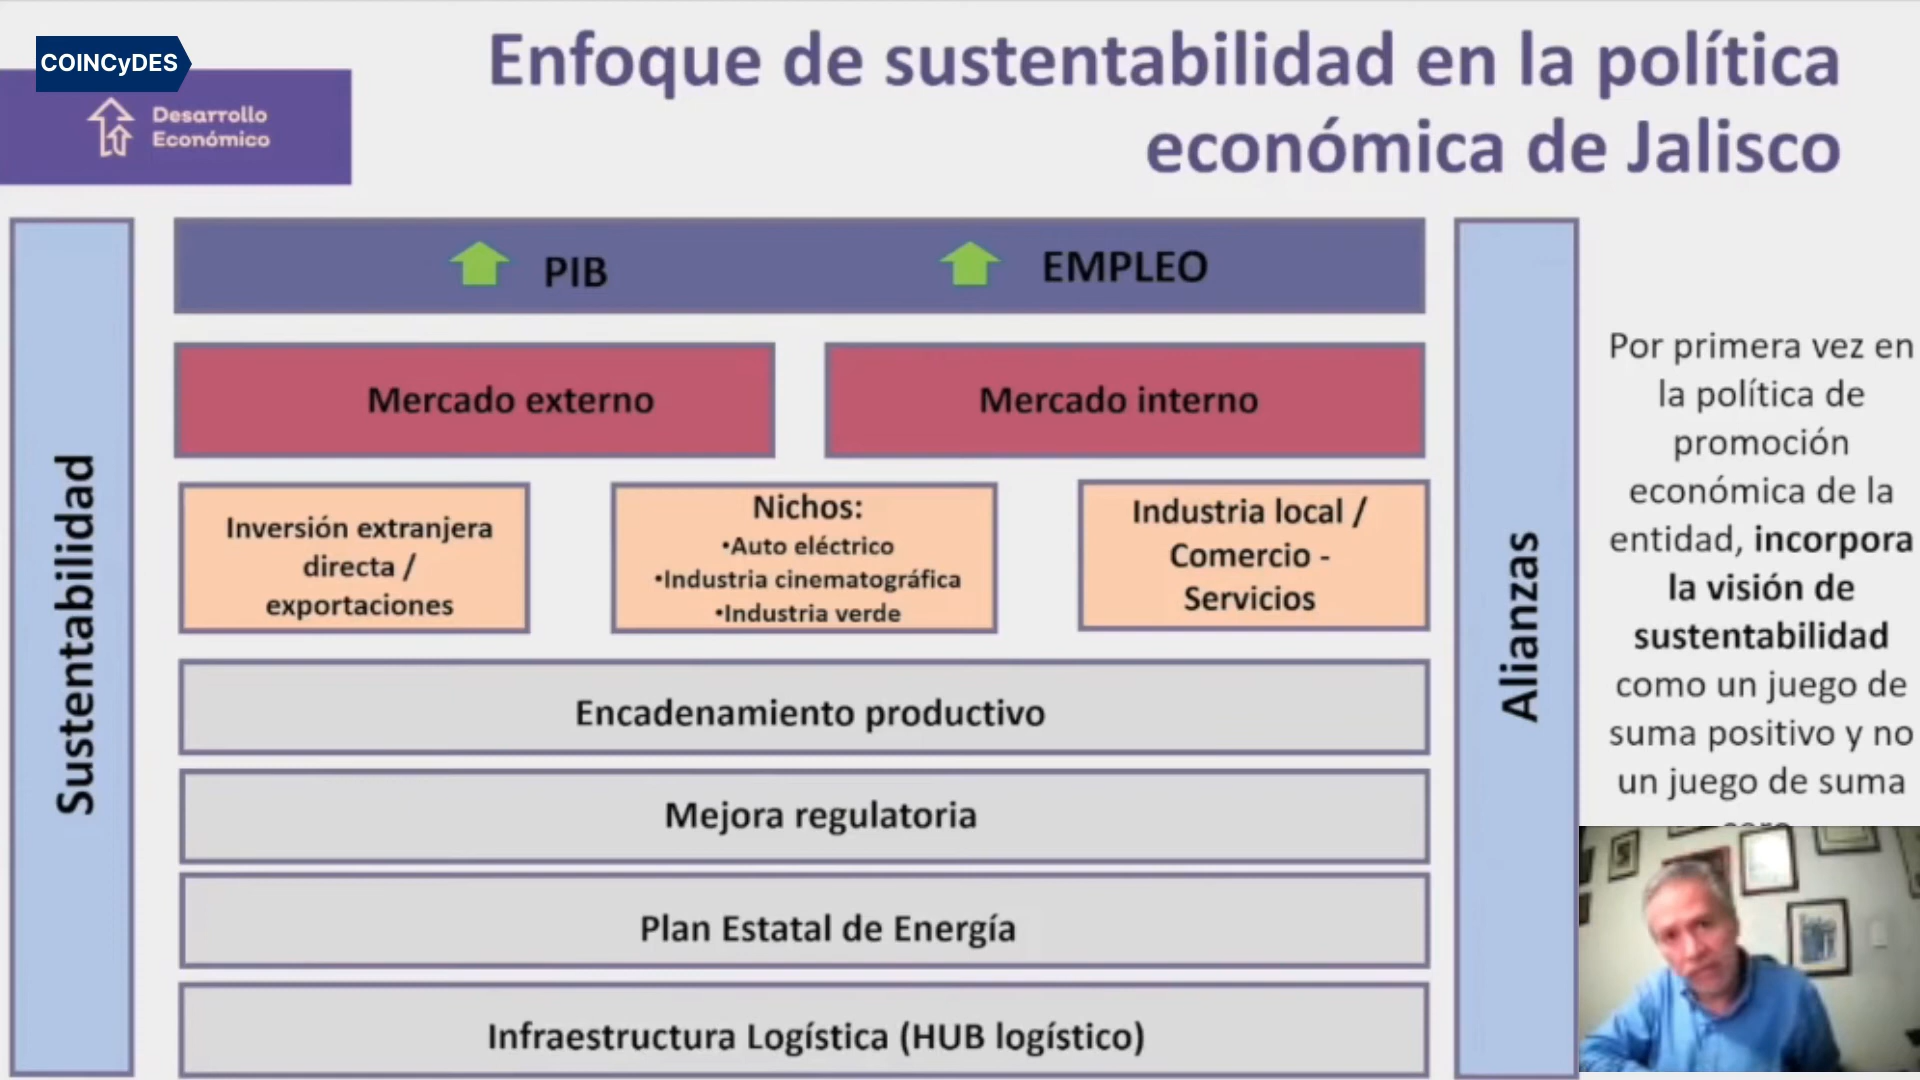 COINCyDES
Desarrollo
Económico
Enfoque de sustentabilidad en la política
económica de Jalisco
Sustentabilidad
PIB
EMPLEO
Mercado externo
Mercado interno
Inversión extranjera
directa /
exportaciones
Nichos:
•Auto eléctrico
•Industria cinematográfica
•Industria verde
Industria local /
Comercio -
Servicios
Encadenamiento productivo
Mejora regulatoria
Plan Estatal de Energía
Infraestructura Logística (HUB logístico)
Alianzas
Por primera vez en
la política de
promoción
económica de la
entidad, incorpora
la visión de
sustentabilidad
como un juego de
suma positivo y no
un juego de suma